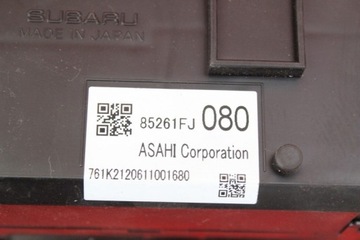 SUBARU
MADE IN JAPAN
85261FJ 080
ASAHI Corporation
761K2120611001680